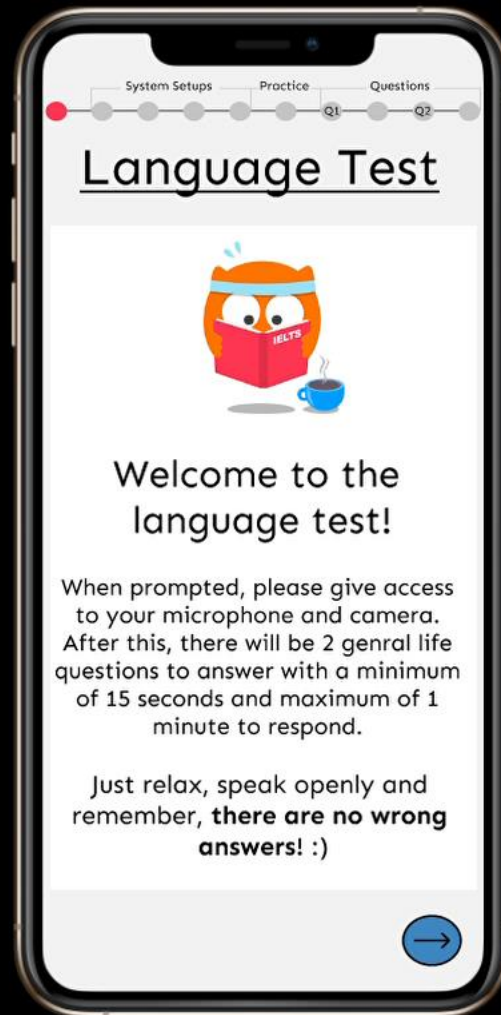 System Setups Practice Questions
Q1 Q2
Language Test
IELTS
Welcome to the
language test!
When prompted, please give access
to your microphone and camera.
After this, there will be 2 genral life
questions to answer with a minimum
of 15 seconds and maximum of 1
minute to respond.
Just relax, speak openly and
remember, there are no wrong
answers! :)